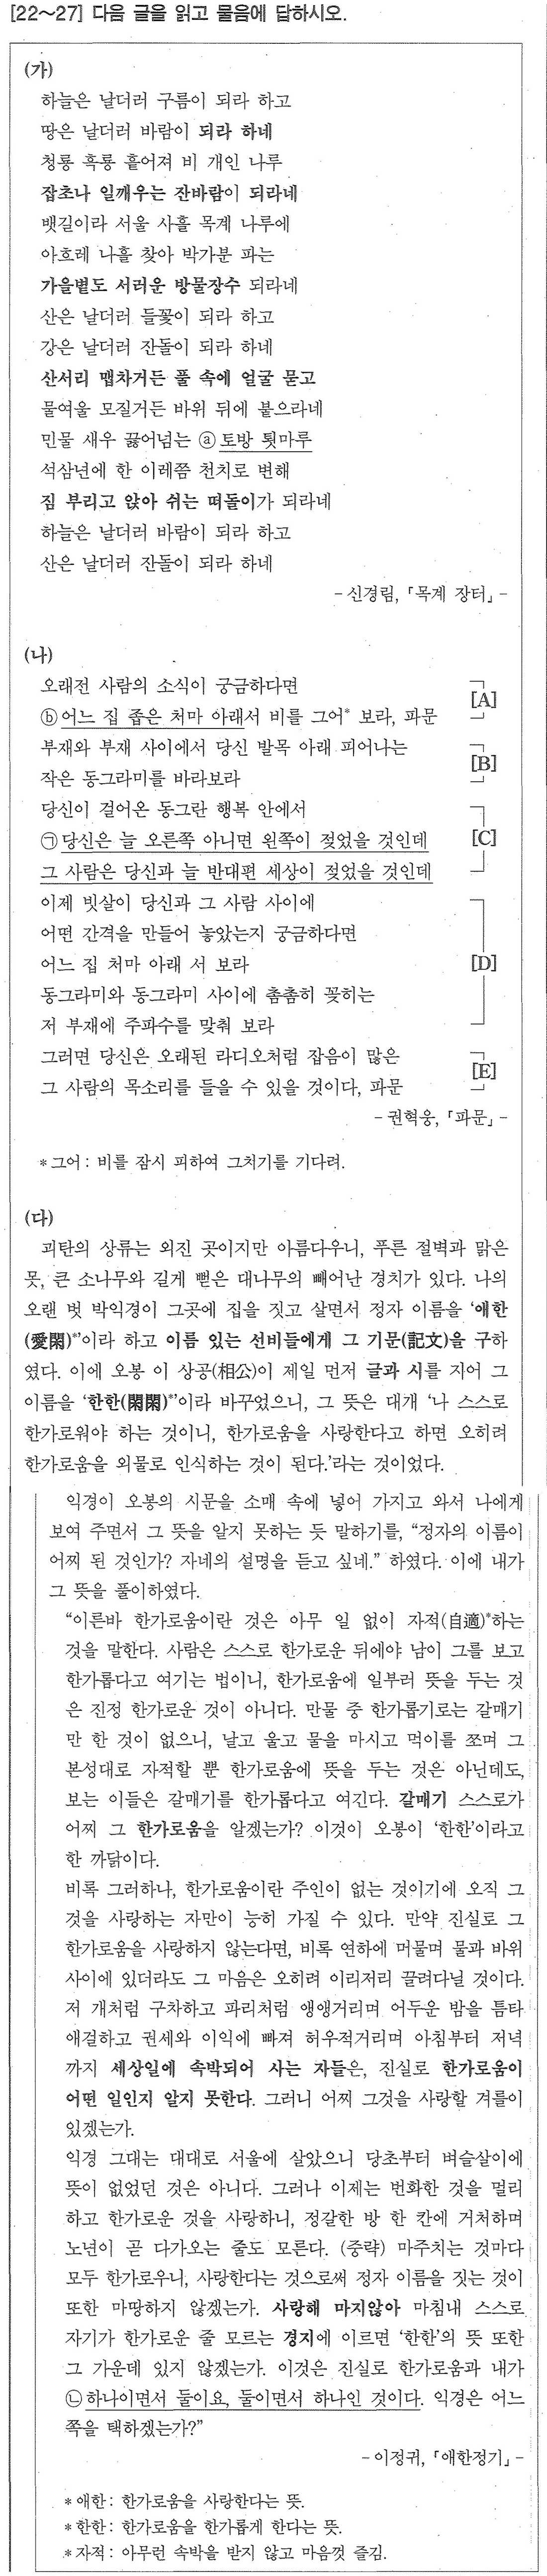 [22~27] 다음 글을 읽고 물음에 답하시오.
(가)
하늘은 날더러 구름이 되라 하고
땅은 날더러 바람이 되라 하네
청룡 흑룡 흩어져 비 개인 나루
잡초나 일깨우는 잔바람이 되라네
뱃길이라 서울 사흘 목계 나루에
아흐레 나흘 찾아 박가분 파는
가을볕도 서러운 방물장수 되라네
산은 날더러 들꽃이 되라 하고
강은 날더러 잔돌이 되라 하네
산서리 맵차거든 풀 속에 얼굴 묻고
물여울 모질거든 바위 뒤에 붙으라네
민물 새우 끓어넘는 ⓐ토방 툇마루
석삼년에 한 이레쯤 천치로 변해
짐 부리고 앉아 쉬는 떠돌이가 되라네
하늘은 날더러 바람이 되라 하고
산은 날더러 잔돌이 되라 하네
- 신경림, 「목계 장터」 -
(나)
오래전 사람의 소식이 궁금하다면
ⓑ어느 집 좁은 처마 아래서 비를 그어* 보라, 파문 [A]
부재와 부재 사이에서 당신 발목 아래 피어나는
작은 동그라미를 바라보라 [B]
당신이 걸어온 동그란 행복 안에서
㉠당신은 늘 오른쪽 아니면 왼쪽이 젖었을 것인데 [C]
그 사람은 당신과 늘 반대편 세상이 젖었을 것인데
이제 빗살이 당신과 그 사람 사이에
어떤 간격을 만들어 놓았는지 궁금하다면
어느 집 처마 아래 서 보라 [D]
동그라미와 동그라미 사이에 촘촘히 꽂히는
저 부재에 주파수를 맞춰 보라
그러면 당신은 오래된 라디오처럼 잡음이 많은
그 사람의 목소리를 들을 수 있을 것이다, 파문 [E]
- 권혁웅, 「파문」 -
*그어: 비를 잠시 피하여 그치기를 기다려.
(다)
괴탄의 상류는 외진 곳이지만 아름다우니, 푸른 절벽과 맑은
못, 큰 소나무와 길게 뻗은 대나무의 빼어난 경치가 있다. 나의
오랜 벗 박익경이 그곳에 집을 짓고 살면서 정자 이름을 ‘애한
(愛閑)*’이라 하고 이름 있는 선비들에게 그 기문(記文)을 구하
였다. 이에 오봉 이 상공(相公)이 제일 먼저 글과 시를 지어 그
이름을 ‘한한(閑閑)*’이라 바꾸었으니, 그 뜻은 대개 ‘나 스스로
한가로워야 하는 것이니, 한가로움을 사랑한다고 하면 오히려
한가로움을 외물로 인식하는 것이 된다.’라는 것이었다.
익경이 오봉의 시문을 소매 속에 넣어 가지고 와서 나에게
보여 주면서 그 뜻을 알지 못하는 듯 말하기를, “정자의 이름이
어찌 된 것인가? 자네의 설명을 듣고 싶네.” 하였다. 이에 내가
그 뜻을 풀이하였다.
“이른바 한가로움이란 것은 아무 일 없이 자적(自適)*하는
것을 말한다. 사람은 스스로 한가로운 뒤에야 남이 그를 보고
한가롭다고 여기는 법이니, 한가로움에 일부러 뜻을 두는 것
은 진정 한가로운 것이 아니다. 만물 중 한가롭기로는 갈매기
만 한 것이 없으니, 날고 울고 물을 마시고 먹이를 쪼며 그
본성대로 자적할 뿐 한가로움에 뜻을 두는 것은 아닌데도,
보는 이들은 갈매기를 한가롭다고 여긴다. 갈매기 스스로가
어찌 그 한가로움을 알겠는가? 이것이 오봉이 ‘한한’이라고
한 까닭이다.
비록 그러하나, 한가로움이란 주인이 없는 것이기에 오직 그
것을 사랑하는 자만이 능히 가질 수 있다. 만약 진실로 그
한가로움을 사랑하지 않는다면, 비록 연하에 머물며 물과 바위
사이에 있더라도 그 마음은 오히려 이리저리 끌려다닐 것이다.
저 개처럼 구차하고 파리처럼 앵앵거리며 어두운 밤을 틈타
애걸하고 권세와 이익에 빠져 허우적거리며 아침부터 저녁
까지 세상일에 속박되어 사는 자들은, 진실로 한가로움이
어떤 일인지 알지 못한다. 그러니 어찌 그것을 사랑할 겨를이
있겠는가.
익경 그대는 대대로 서울에 살았으니 당초부터 벼슬살이에
뜻이 없었던 것은 아니다. 그러나 이제는 번화한 것을 멀리
하고 한가로운 것을 사랑하니, 정갈한 방 한 칸에 거처하며
노년이 곧 다가오는 줄도 모른다. (중략) 마주치는 것마다
모두 한가로우니, 사랑한다는 것으로써 정자 이름을 짓는 것이
또한 마땅하지 않겠는가. 사랑해 마지않아 마침내 스스로
자기가 한가로운 줄 모르는 경지에 이르면 ‘한한’의 뜻 또한
그 가운데 있지 않겠는가. 이것은 진실로 한가로움과 내가
㉡하나이면서 둘이요, 둘이면서 하나인 것이다. 익경은 어느
쪽을 택하겠는가?”
- 이정귀, 「애한정기」 -
*애한: 한가로움을 사랑한다는 뜻.
*한한: 한가로움을 한가롭게 한다는 뜻.
*자적: 아무런 속박을 받지 않고 마음껏 즐김.